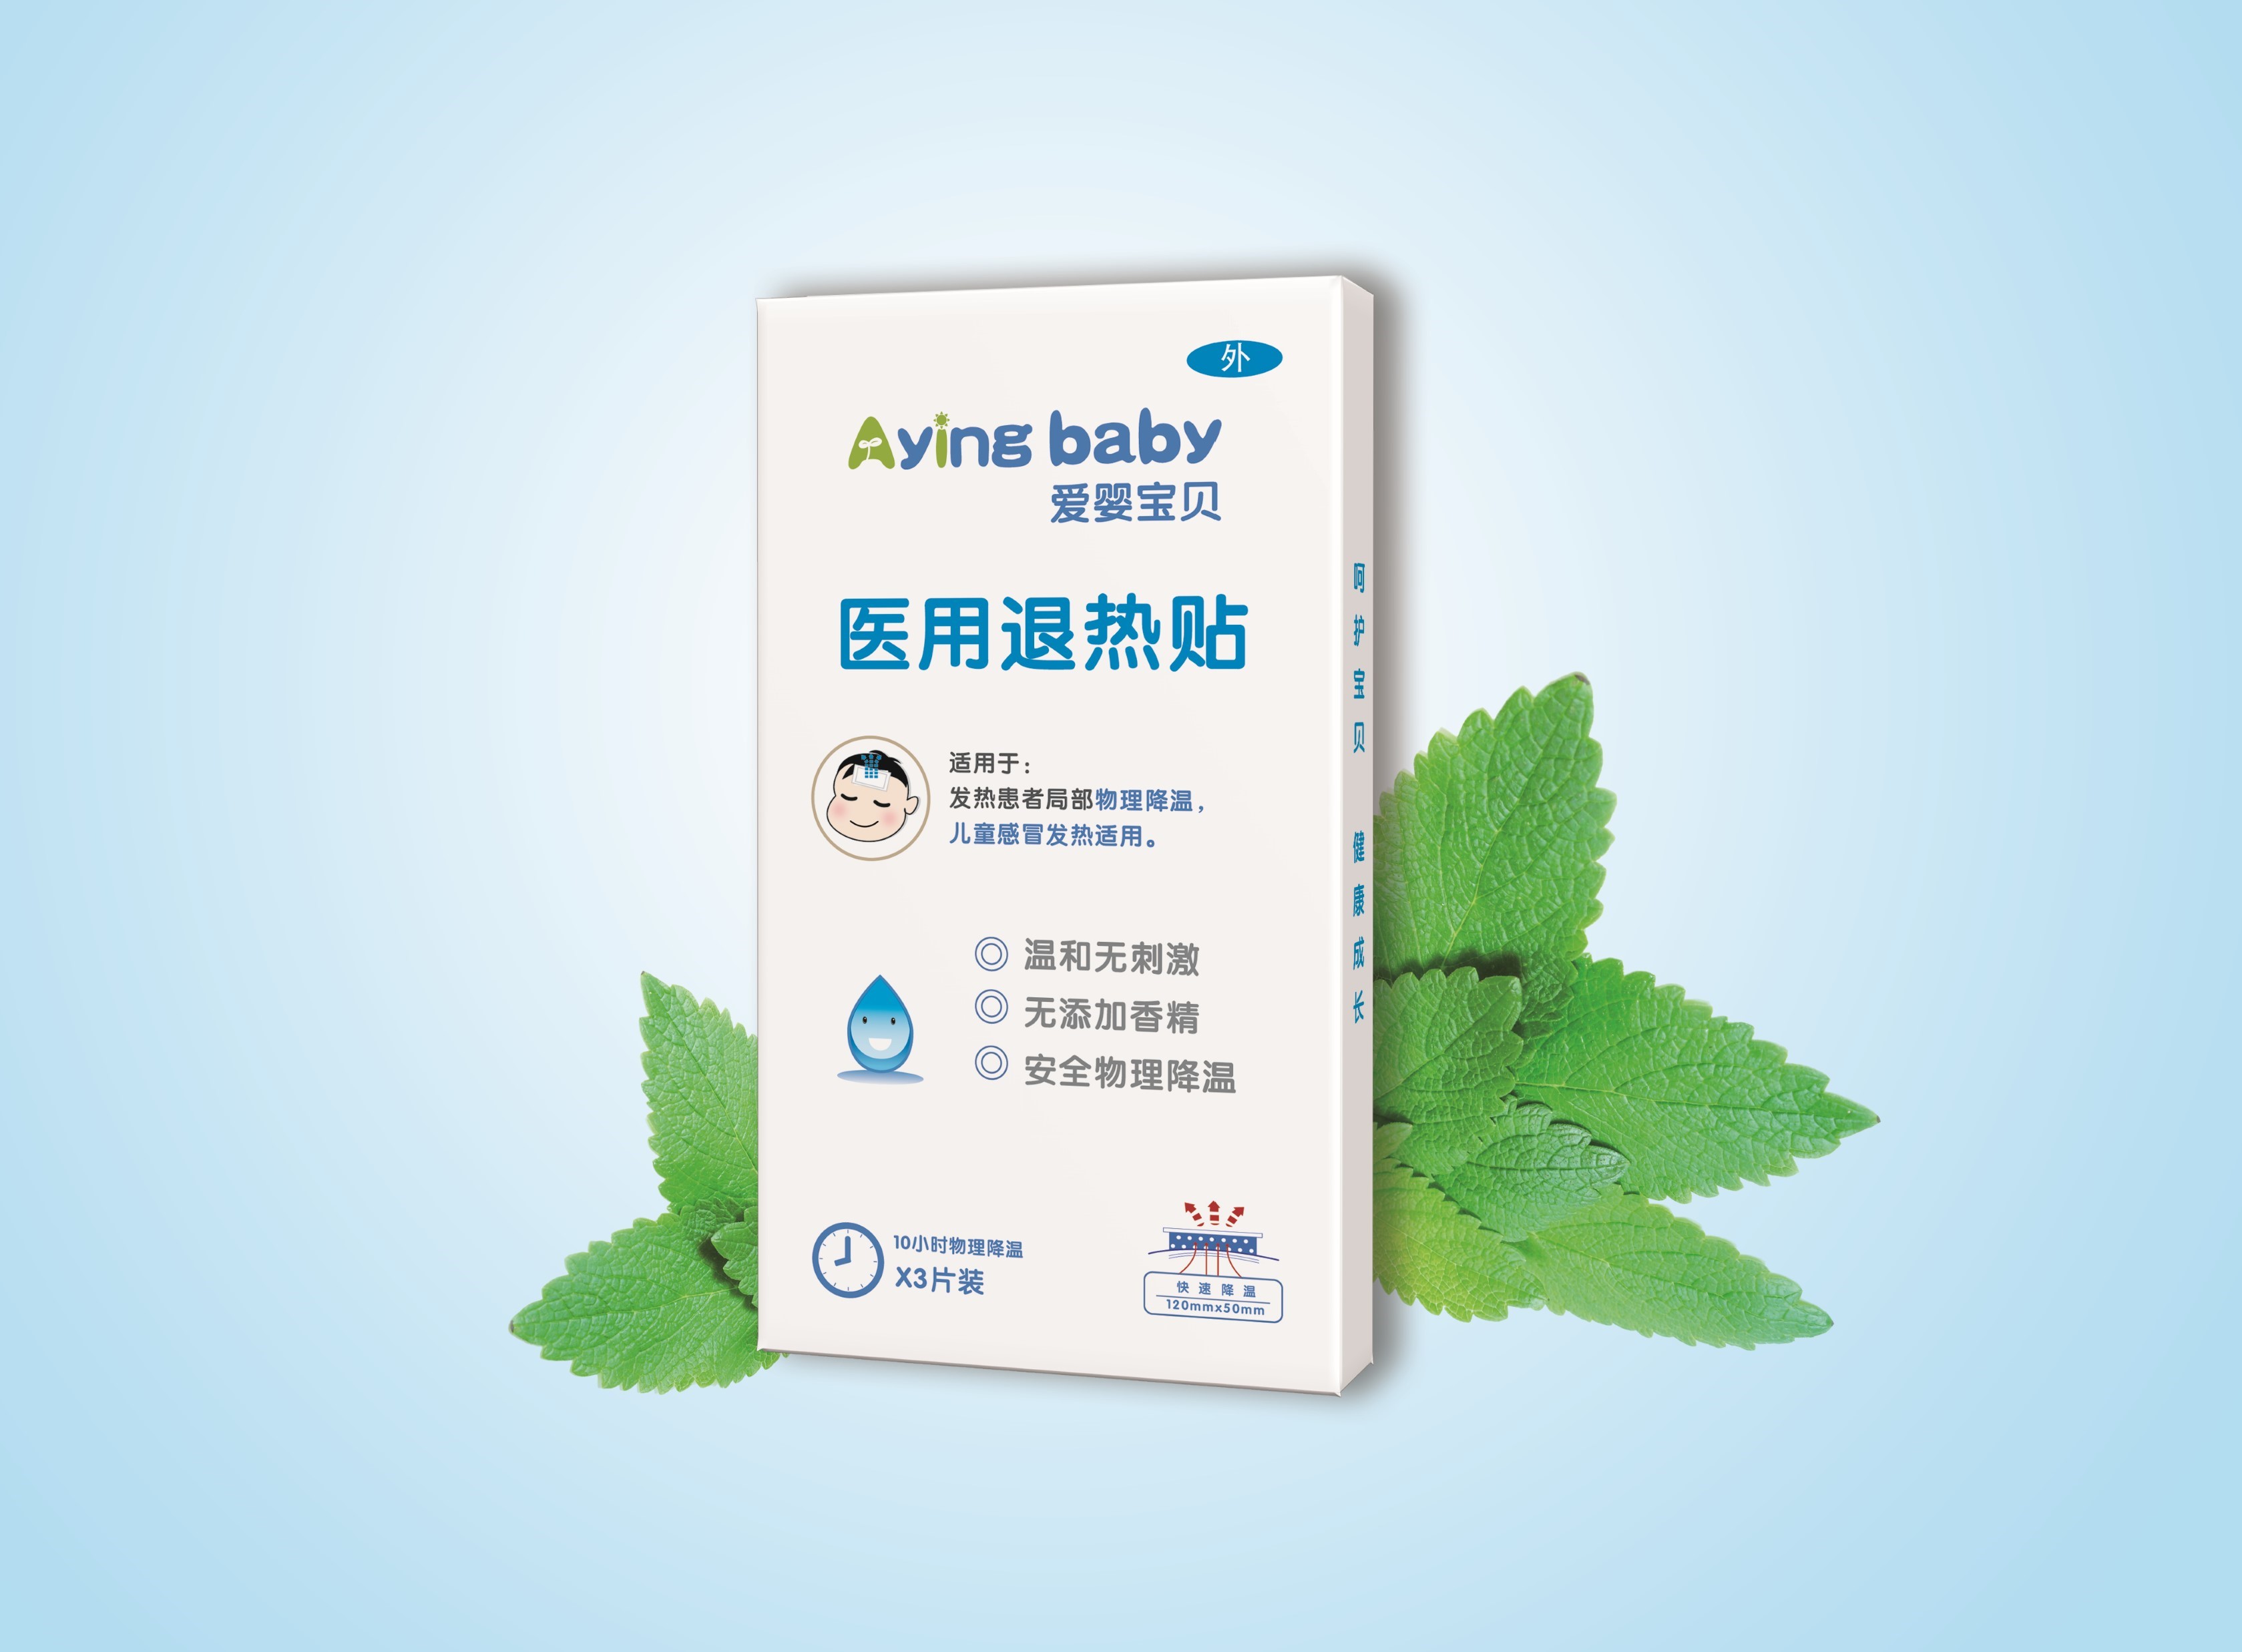 外
Aying baby
爱婴宝贝
医用退热贴
适用于：
发热患者局部物理降温，
儿童感冒发热适用。
温和无刺激
无添加香精
安全物理降温
10小时物理降温
X3片装
快速降温
120mmx50mm
呵护宝贝 健康成长